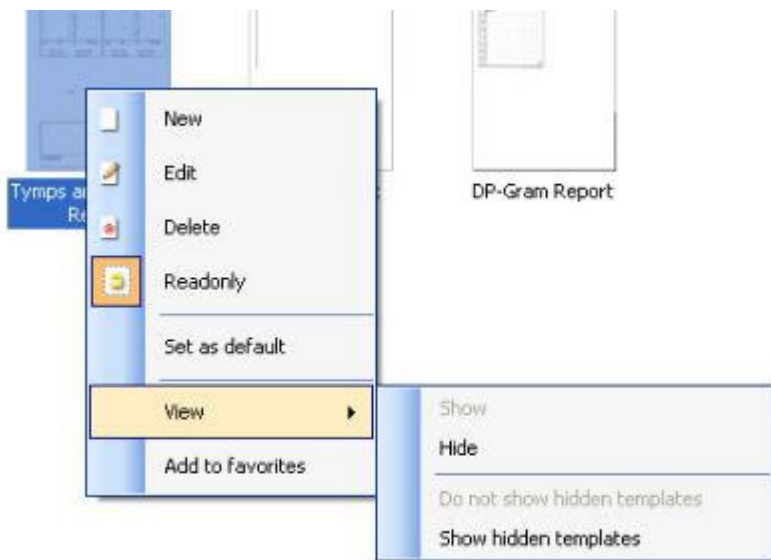 New
Edit
Tymps a
DP-Gram Report
Re
Delete
Readonly
Set as default
View
Show
Hide
Add to favorites
Do not show hidden templates
Show hidden templates